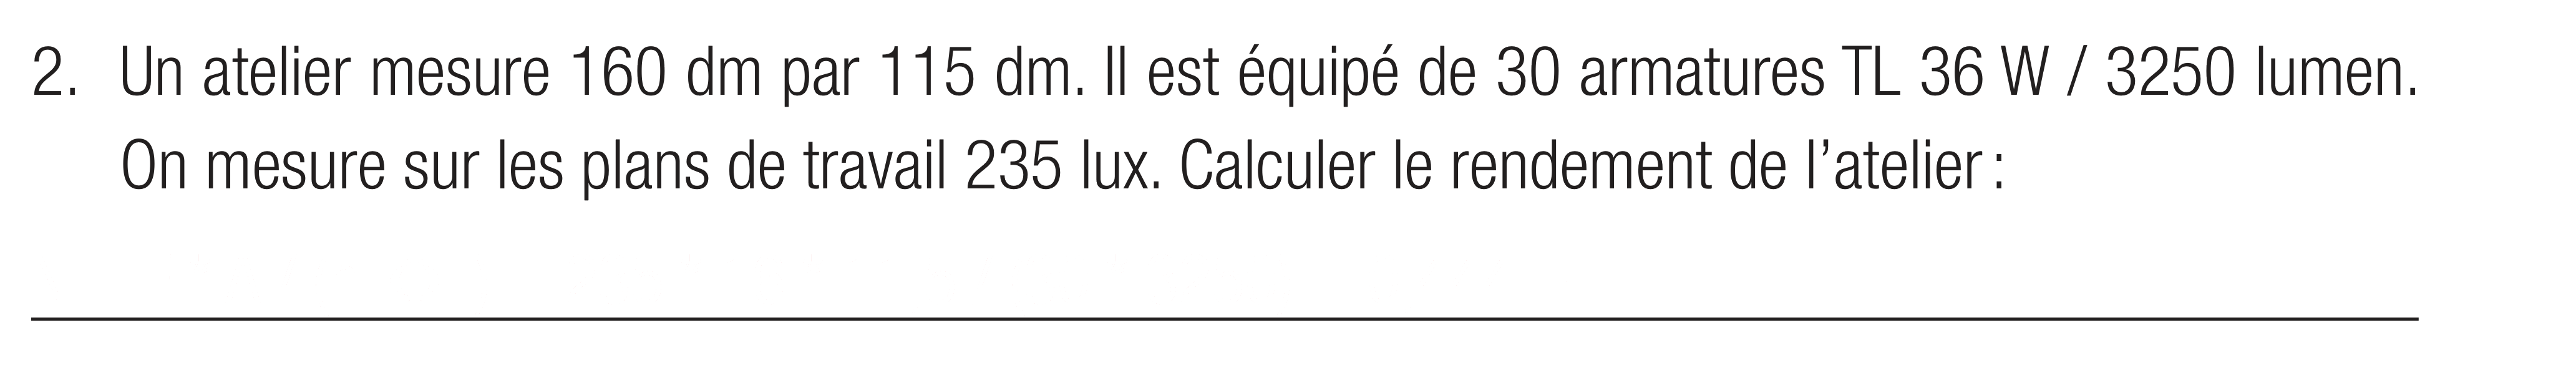 2. Un atelier mesure 160 dm par 115 dm. Il est équipé de 30 armatures TL 36 W / 3250 lumen.
On mesure sur les plans de travail 235 lux. Calculer le rendement de l’atelier :